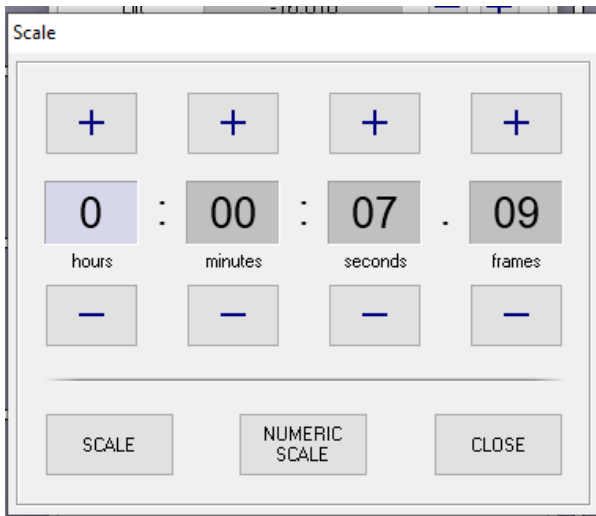 Scale
+ + + +
0 : 00 : 07 . 09
hours minutes seconds frames
− − − −
SCALE
NUMERIC
SCALE
CLOSE